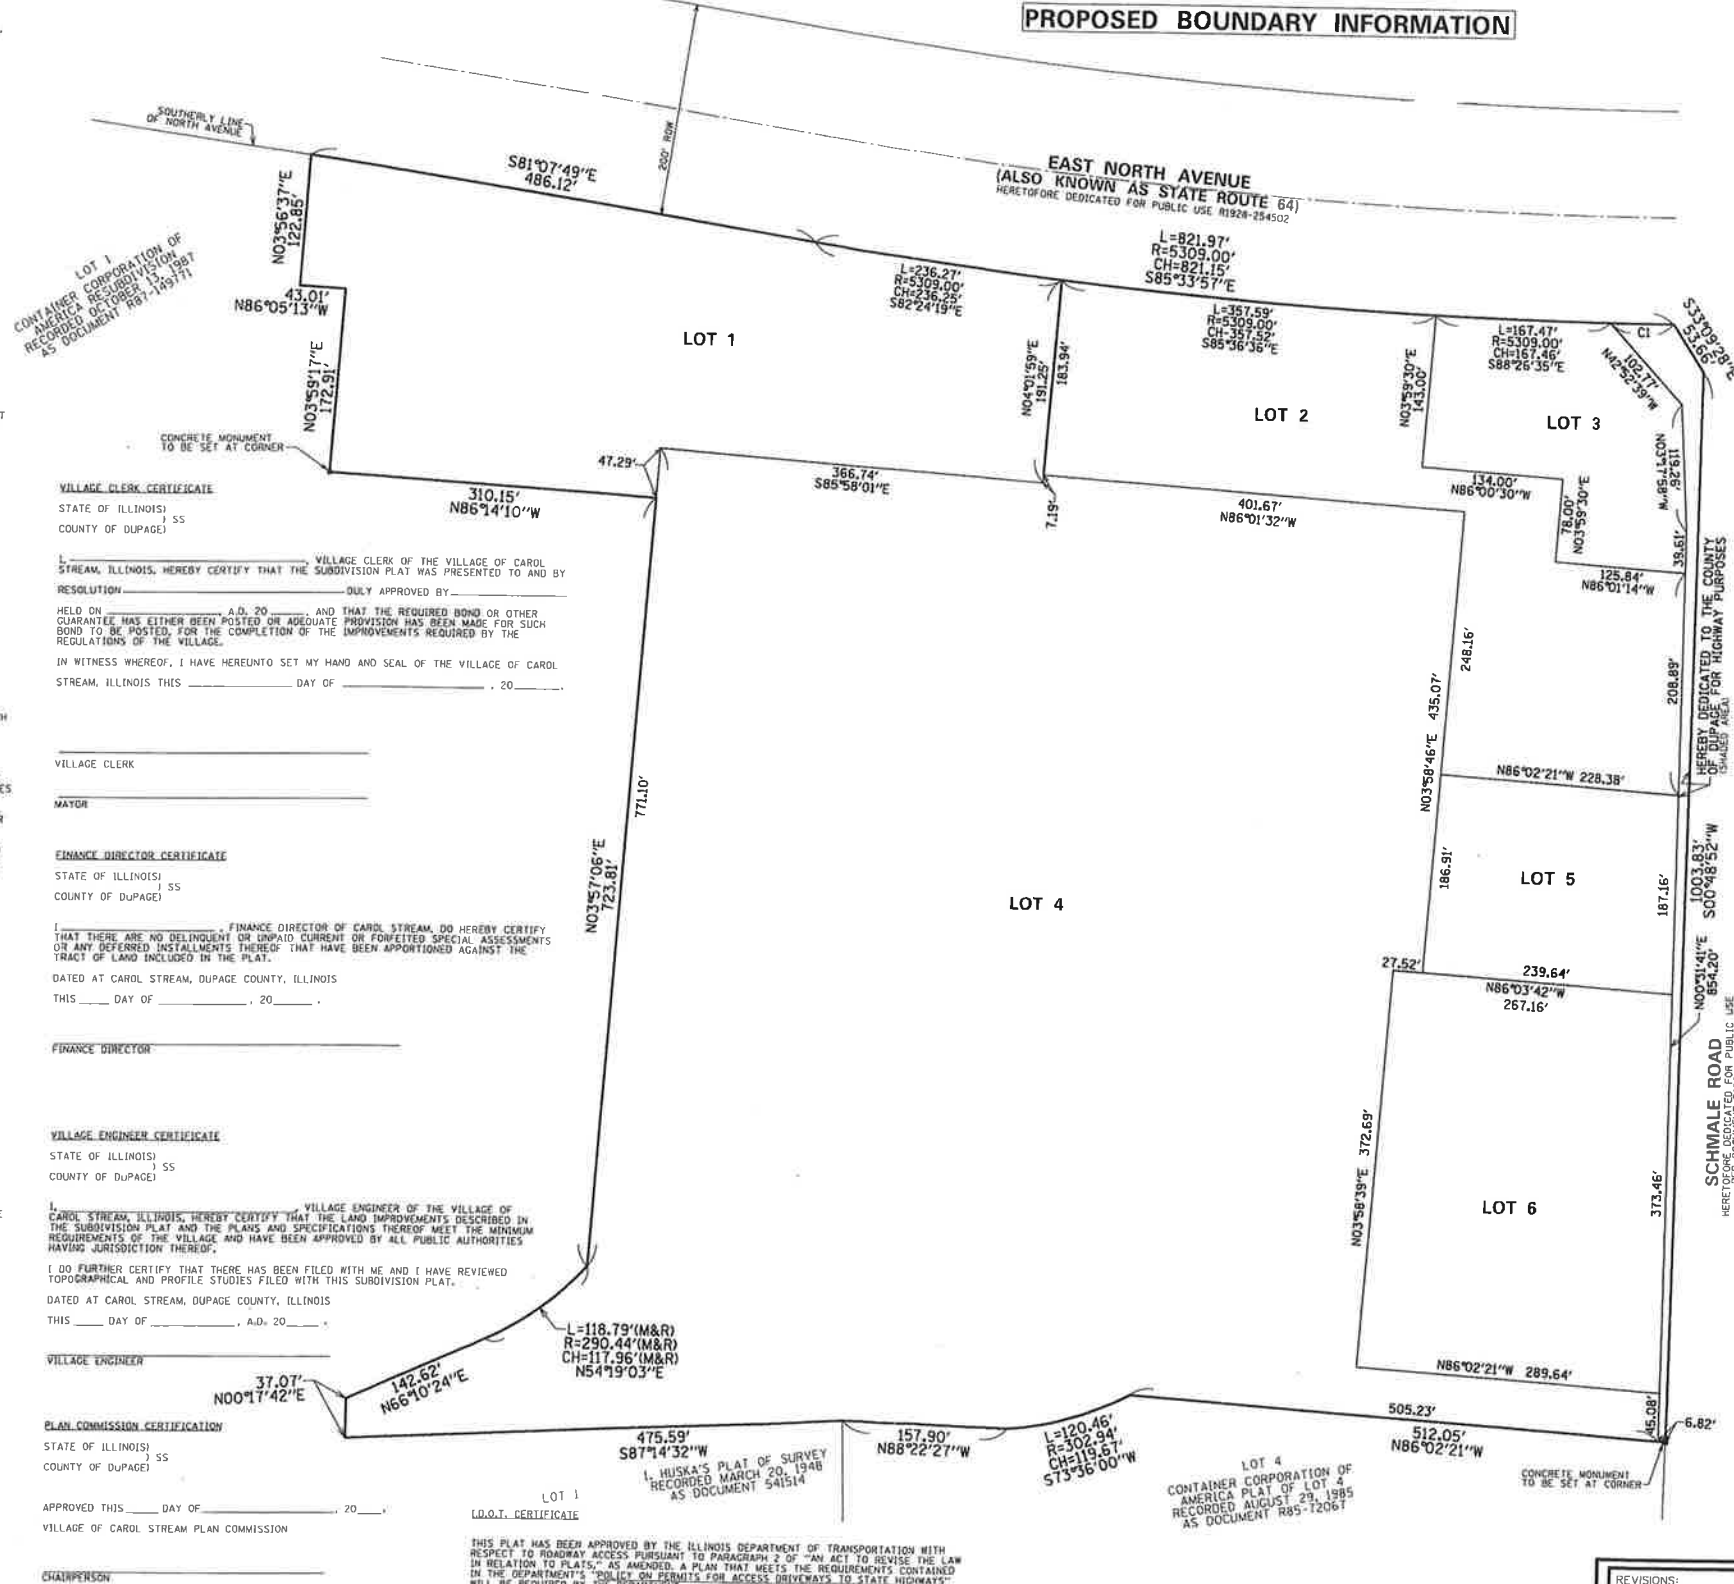 PROPOSED BOUNDARY INFORMATION
SOUTHERLY LINE
OF NORTH AVENUE
200' ROW
EAST NORTH AVENUE
(ALSO KNOWN AS STATE ROUTE 64)
HERETOFORE DEDICATED FOR PUBLIC USE R1928-254502
S81°07'49"E
486.12'
N03°56'37"E
122.85'
LOT 1
CONTAINER CORPORATION OF
AMERICA RESUBDIVISION
RECORDED OCTOBER 13, 1987
AS DOCUMENT R87-149771
43.01'
N86°05'13"W
N03°59'17"E
172.91'
L=236.27'
R=5309.00'
CH=236.25'
S82°24'19"E
L=821.97'
R=5309.00'
CH=821.15'
S85°33'57"E
L=357.59'
R=5309.00'
CH=357.52'
S85°36'36"E
L=167.47'
R=5309.00'
CH=167.46'
S88°26'35"E
C1
S33°09'28"E
53.66'
102.77'
N42°52'39"W
LOT 1
N04°01'59"E
191.25'
183.94'
LOT 2
N03°59'30"E
143.00'
LOT 3
119.26'
N03°17'58"W
CONCRETE MONUMENT
TO BE SET AT CORNER
47.29'
366.74'
S85°58'01"E
310.15'
N86°14'10"W
7.19'
401.67'
N86°01'32"W
134.00'
N86°00'30"W
78.00'
N03°59'30"E
39.61'
125.84'
N86°01'14"W
HEREBY DEDICATED TO THE COUNTY
OF DUPAGE FOR HIGHWAY PURPOSES
(SHADED AREA)
248.16'
N03°58'46"E 435.07'
208.89'
N86°02'21"W 228.38'
771.10'
N03°57'06"E
723.81'
LOT 4
186.91'
LOT 5
187.16'
1003.83'
S00°48'52"W
N00°31'41"E
854.20'
27.52'
239.64'
N86°03'42"W
267.16'
SCHMALE ROAD
HERETOFORE DEDICATED FOR PUBLIC USE
N03°58'39"E 372.69'
LOT 6
373.46'
N86°02'21"W 289.64'
45.08'
6.82'
505.23'
512.05'
N86°02'21"W
CONCRETE MONUMENT
TO BE SET AT CORNER
L=118.79'(M&R)
R=290.44'(M&R)
CH=117.96'(M&R)
N54°19'03"E
142.62'
N66°10'24"E
37.07'
N00°17'42"E
475.59'
S87°14'32"W
157.90'
N88°22'27"W
L=120.46'
R=302.94'
CH=119.67'
S73°36'00"W
LOT 1
I. HUSKA'S PLAT OF SURVEY
RECORDED MARCH 20, 1948
AS DOCUMENT 541514
LOT 4
CONTAINER CORPORATION OF
AMERICA PLAT OF LOT 4
RECORDED AUGUST 29, 1985
AS DOCUMENT R85-72067
VILLAGE CLERK CERTIFICATE
STATE OF ILLINOIS)
) SS
COUNTY OF DUPAGE)
I, , VILLAGE CLERK OF THE VILLAGE OF CAROL
STREAM, ILLINOIS, HEREBY CERTIFY THAT THE SUBDIVISION PLAT WAS PRESENTED TO AND BY
RESOLUTION DULY APPROVED BY
HELD ON , A.D. 20 , AND THAT THE REQUIRED BOND OR OTHER
GUARANTEE HAS EITHER BEEN POSTED OR ADEQUATE PROVISION HAS BEEN MADE FOR SUCH
BOND TO BE POSTED, FOR THE COMPLETION OF THE IMPROVEMENTS REQUIRED BY THE
REGULATIONS OF THE VILLAGE.
IN WITNESS WHEREOF, I HAVE HEREUNTO SET MY HAND AND SEAL OF THE VILLAGE OF CAROL
STREAM, ILLINOIS THIS DAY OF , 20 .
VILLAGE CLERK
MAYOR
FINANCE DIRECTOR CERTIFICATE
STATE OF ILLINOIS)
) SS
COUNTY OF DuPAGE)
I , FINANCE DIRECTOR OF CAROL STREAM, DO HEREBY CERTIFY
THAT THERE ARE NO DELINQUENT OR UNPAID CURRENT OR FORFEITED SPECIAL ASSESSMENTS
OR ANY DEFERRED INSTALLMENTS THEREOF THAT HAVE BEEN APPORTIONED AGAINST THE
TRACT OF LAND INCLUDED IN THE PLAT.
DATED AT CAROL STREAM, DUPAGE COUNTY, ILLINOIS
THIS DAY OF , 20 .
FINANCE DIRECTOR
VILLAGE ENGINEER CERTIFICATE
STATE OF ILLINOIS)
) SS
COUNTY OF DuPAGE)
I, , VILLAGE ENGINEER OF THE VILLAGE OF
CAROL STREAM, ILLINOIS, HEREBY CERTIFY THAT THE LAND IMPROVEMENTS DESCRIBED IN
THE SUBDIVISION PLAT AND THE PLANS AND SPECIFICATIONS THEREOF MEET THE MINIMUM
REQUIREMENTS OF THE VILLAGE AND HAVE BEEN APPROVED BY ALL PUBLIC AUTHORITIES
HAVING JURISDICTION THEREOF.
I DO FURTHER CERTIFY THAT THERE HAS BEEN FILED WITH ME AND I HAVE REVIEWED
TOPOGRAPHICAL AND PROFILE STUDIES FILED WITH THIS SUBDIVISION PLAT.
DATED AT CAROL STREAM, DUPAGE COUNTY, ILLINOIS
THIS DAY OF , A.D. 20 .
VILLAGE ENGINEER
PLAN COMMISSION CERTIFICATION
STATE OF ILLINOIS)
) SS
COUNTY OF DuPAGE)
APPROVED THIS DAY OF , 20 .
VILLAGE OF CAROL STREAM PLAN COMMISSION
CHAIRPERSON
I.D.O.T. CERTIFICATE
THIS PLAT HAS BEEN APPROVED BY THE ILLINOIS DEPARTMENT OF TRANSPORTATION WITH
RESPECT TO ROADWAY ACCESS PURSUANT TO PARAGRAPH 2 OF "AN ACT TO REVISE THE LAW
IN RELATION TO PLATS," AS AMENDED. A PLAN THAT MEETS THE REQUIREMENTS CONTAINED
IN THE DEPARTMENT'S "POLICY ON PERMITS FOR ACCESS DRIVEWAYS TO STATE HIGHWAYS"
WILL BE REQUIRED BY THE
REVISIONS: